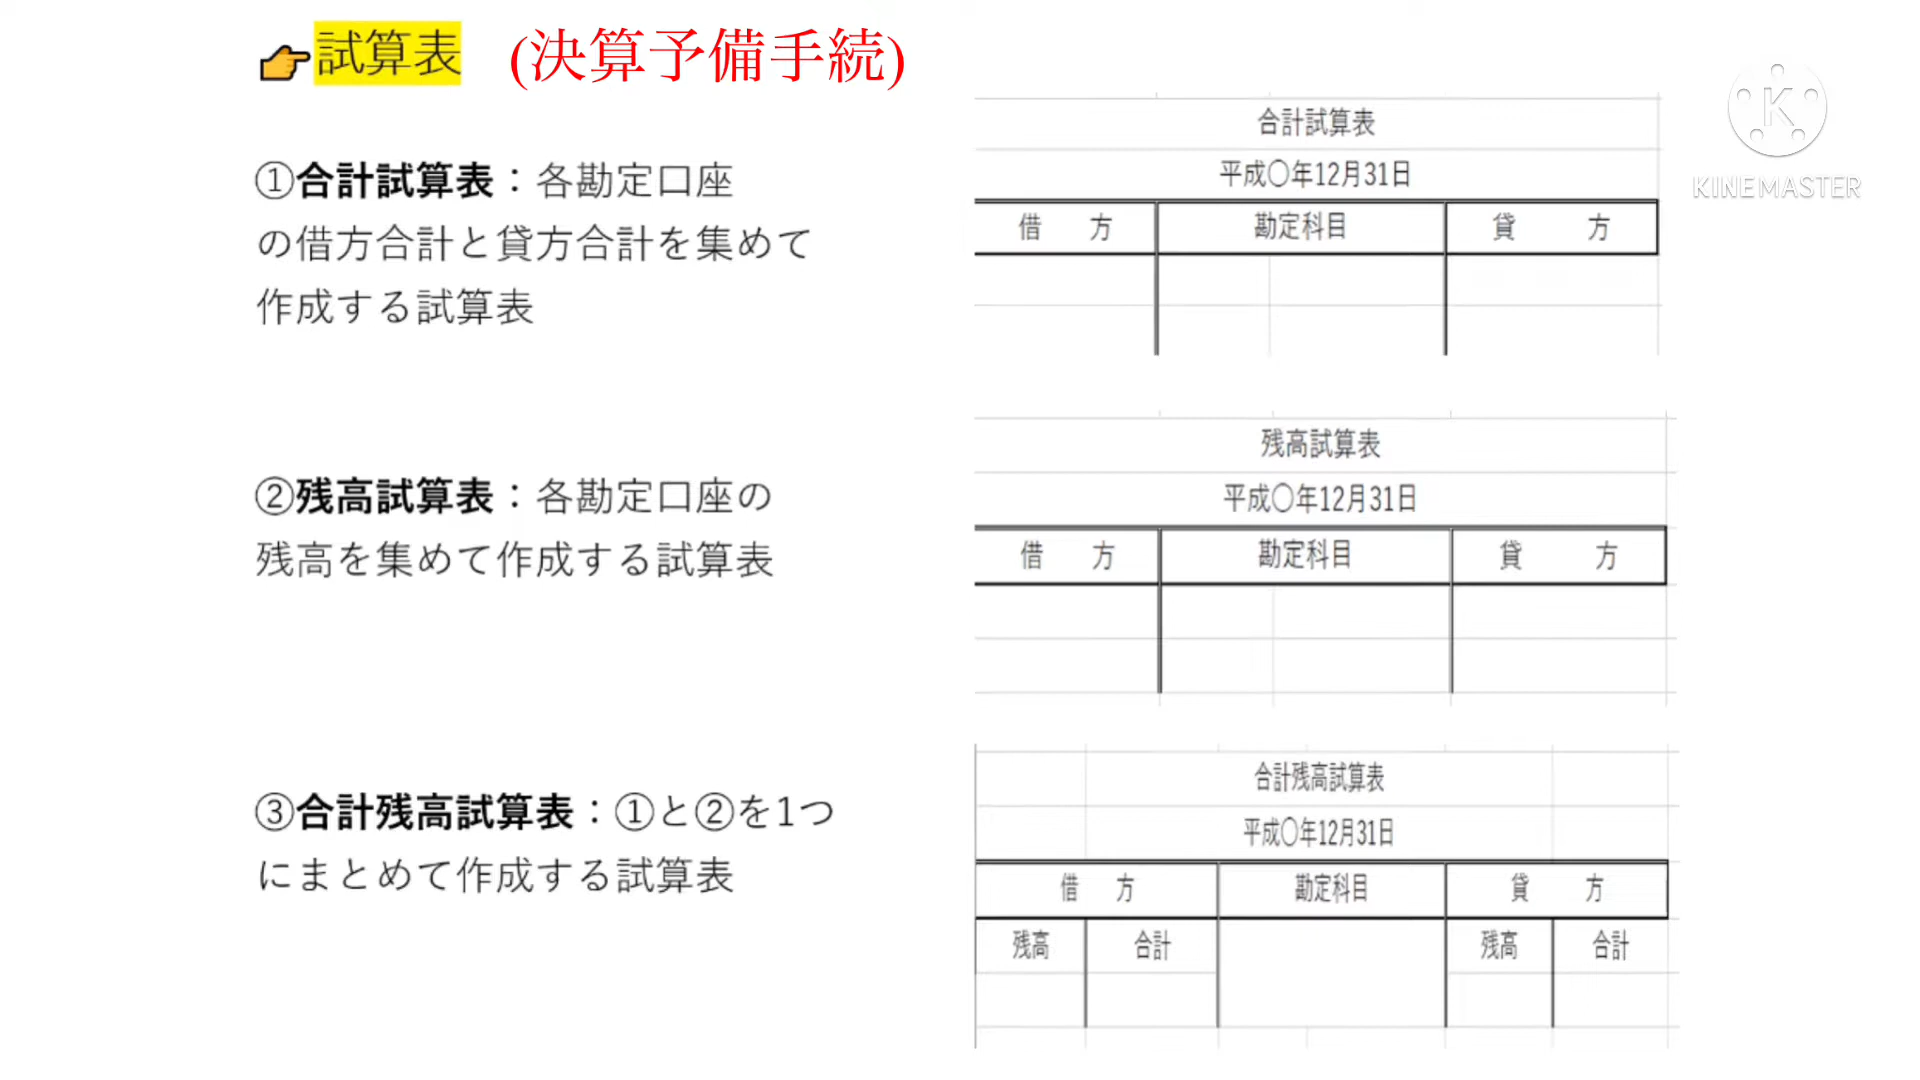 試算表 (決算予備手続)
①合計試算表：各勘定口座
の借方合計と貸方合計を集めて
作成する試算表
合計試算表
平成〇年12月31日
借 方 勘定科目 貸 方
KINEMASTER
②残高試算表：各勘定口座の
残高を集めて作成する試算表
残高試算表
平成〇年12月31日
借 方 勘定科目 貸 方
③合計残高試算表：①と②を1つ
にまとめて作成する試算表
合計残高試算表
平成〇年12月31日
借 方 勘定科目 貸 方
残高 合計 残高 合計